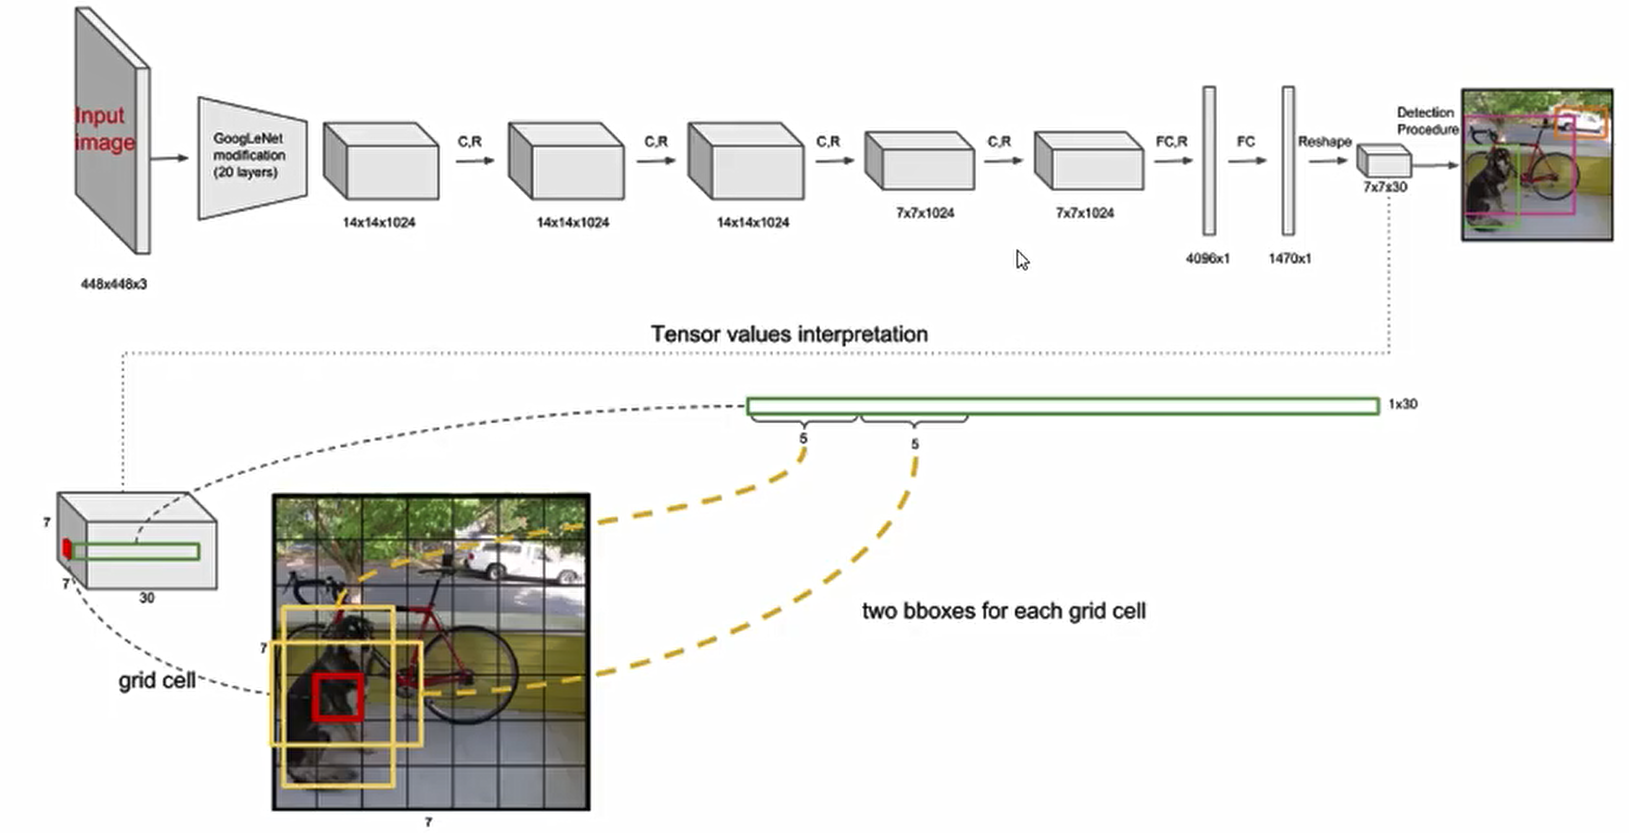 Input
image
448x448x3
GoogLeNet
modification
(20 layers)
14x14x1024
C,R
14x14x1024
C,R
14x14x1024
C,R
7x7x1024
C,R
7x7x1024
FC,R
4096x1
FC
1470x1
Reshape
7x7x30
Detection
Procedure
Tensor values interpretation
1x30
5
5
7
7
30
grid cell
7
7
two bboxes for each grid cell